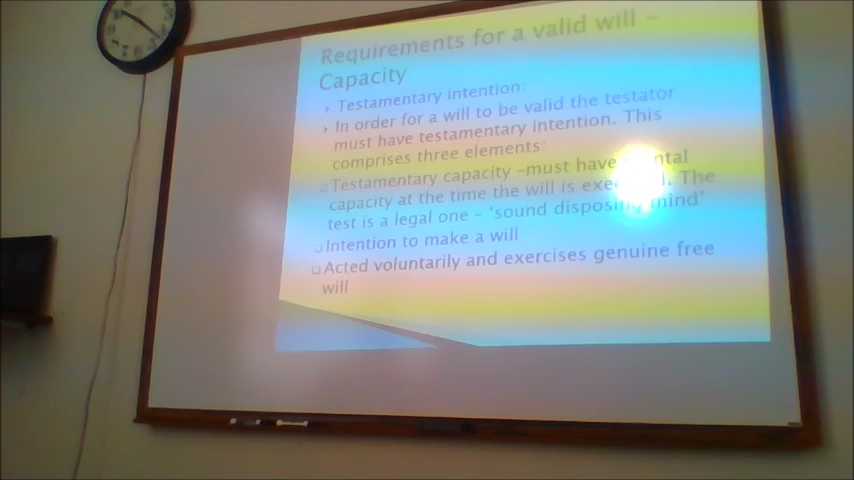 Requirements for a valid will –
Capacity
Testamentary intention:
In order for a will to be valid the testator
must have testamentary intention. This
comprises three elements:
Testamentary capacity –must have
capacity at the time the will is The
test is a legal one – 'sound disposing mind'
Intention to make a will
Acted voluntarily and exercises genuine free
will